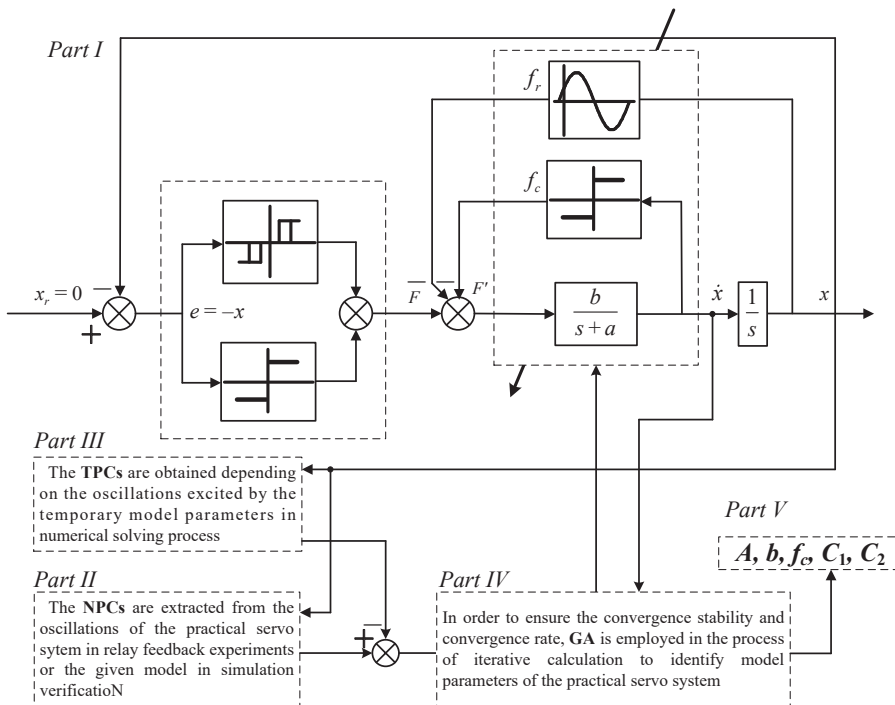 Part I
f_r
f_c
x_r = 0
−
+
e = −x
−
F
−
F'
b
s + a
ẋ
1
s
x
Part III
The TPCs are obtained depending
on the oscillations excited by the
temporary model parameters in
numerical solving process
Part II
The NPCs are extracted from the
oscillations of the practical servo
sytem in relay feedback experiments
or the given model in simulation
verificatioN
+
−
Part IV
In order to ensure the convergence stability and
convergence rate, GA is employed in the process
of iterative calculation to identify model
parameters of the practical servo system
Part V
A, b, f_c, C_1, C_2